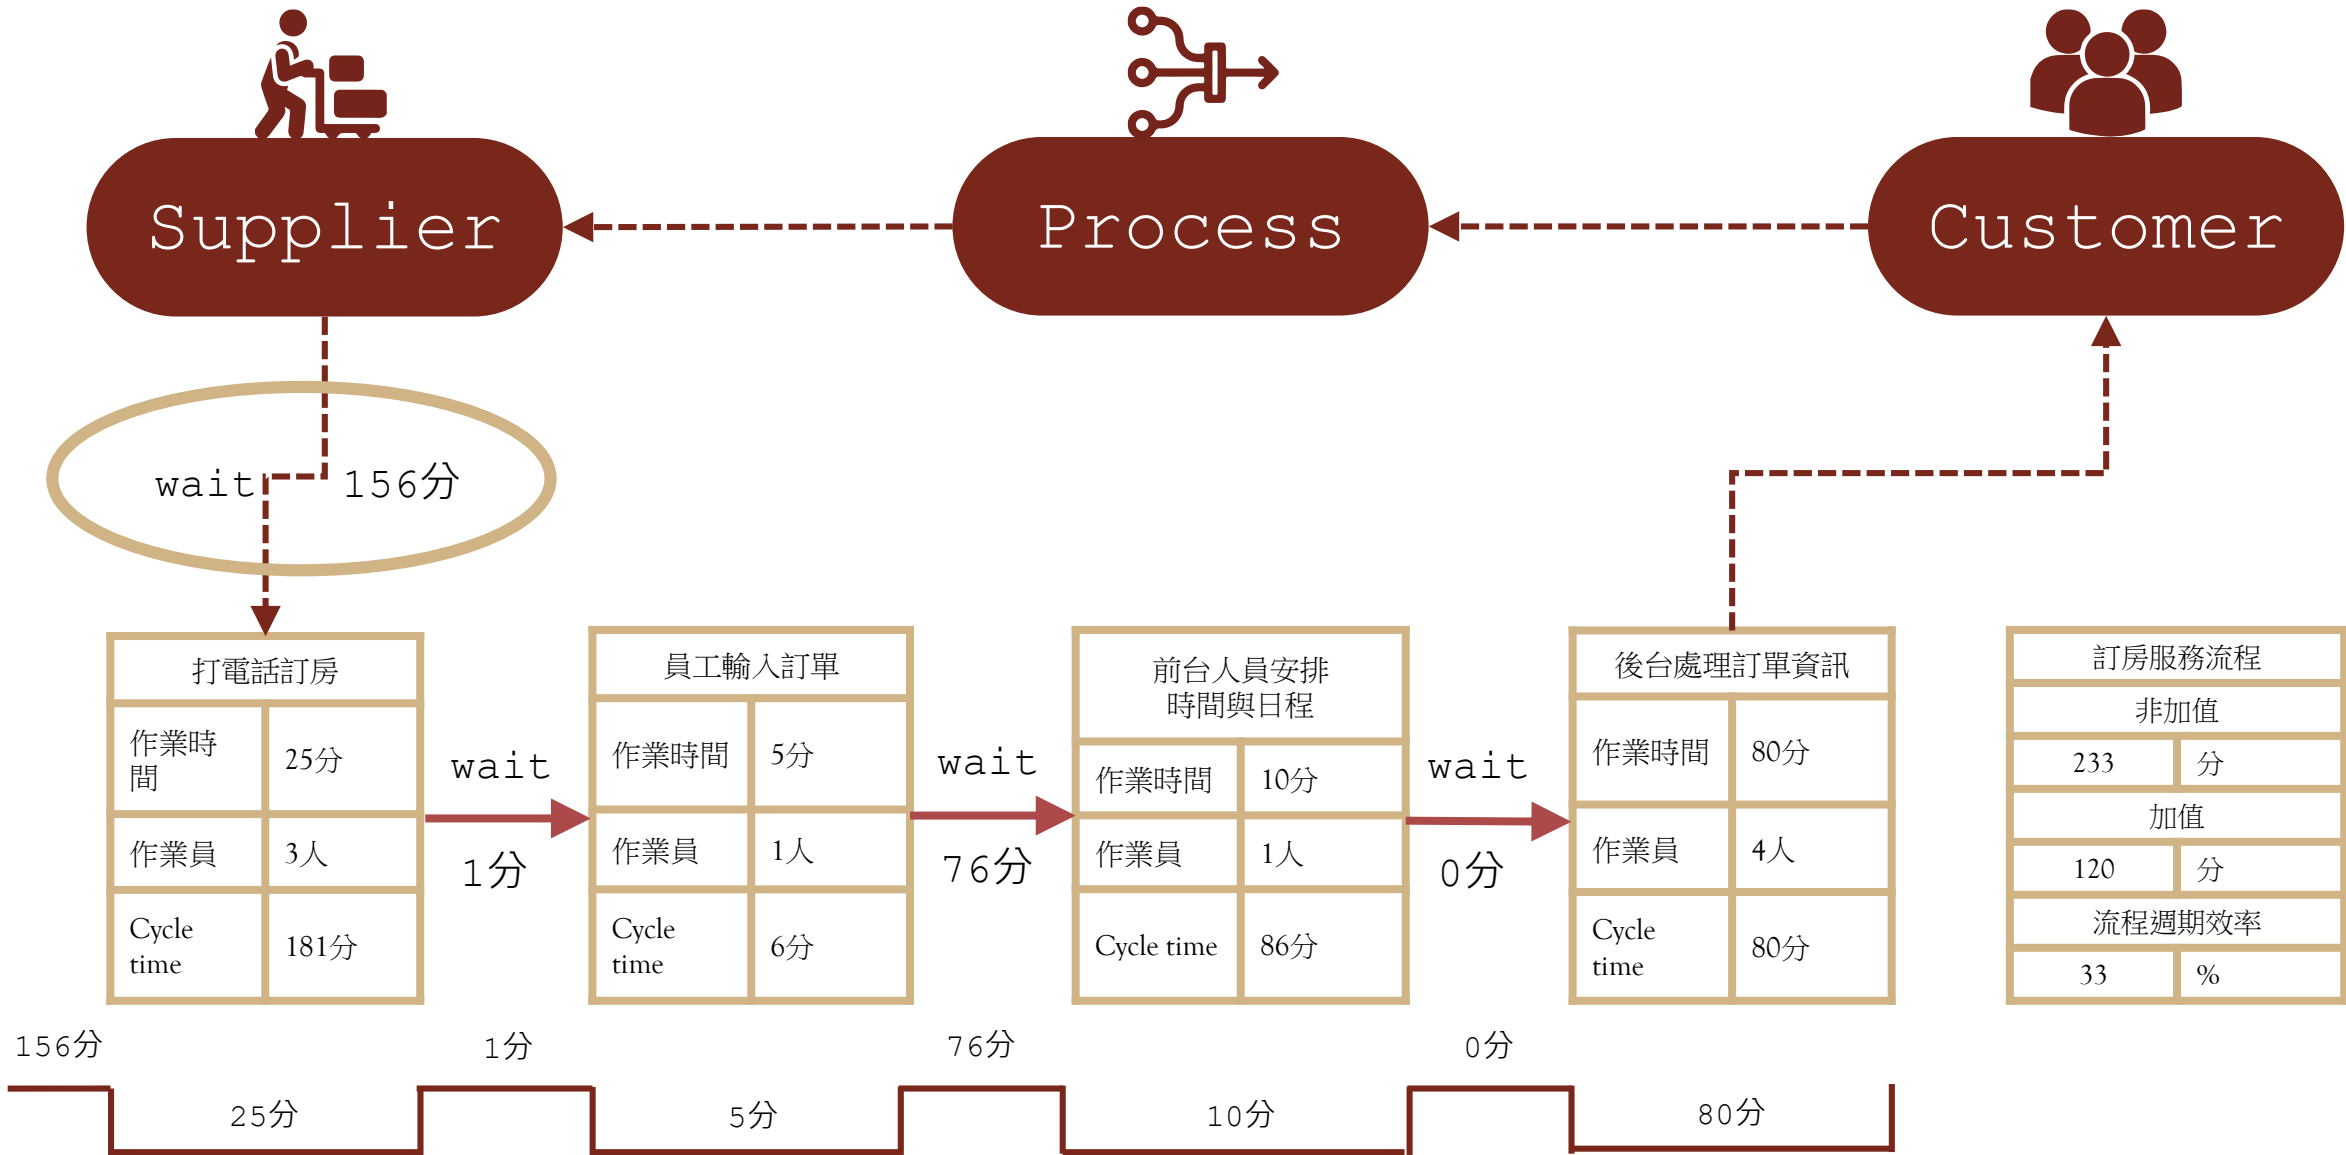 Supplier
Process
Customer
wait
156分
打電話訂房
作業時
間
25分
作業員
3人
Cycle
time
181分
wait
1分
員工輸入訂單
作業時間
5分
作業員
1人
Cycle
time
6分
wait
76分
前台人員安排
時間與日程
作業時間
10分
作業員
1人
Cycle time
86分
wait
0分
後台處理訂單資訊
作業時間
80分
作業員
4人
Cycle
time
80分
訂房服務流程
非加值
233
分
加值
120
分
流程週期效率
33
%
156分
25分
1分
5分
76分
10分
0分
80分